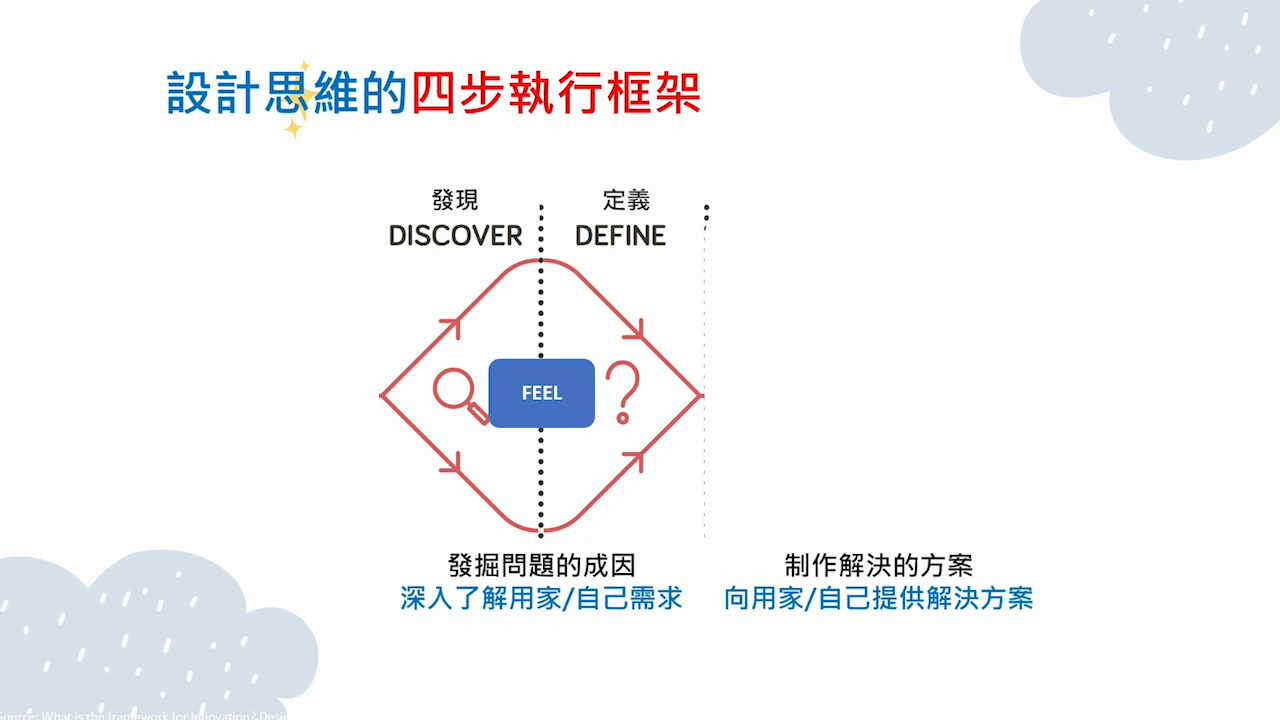 設計思維的四步執行框架
發現
DISCOVER
定義
DEFINE
FEEL
發掘問題的成因
深入了解用家/自己需求
制作解決的方案
向用家/自己提供解決方案
Source: What is the framework for Innovation? Desi